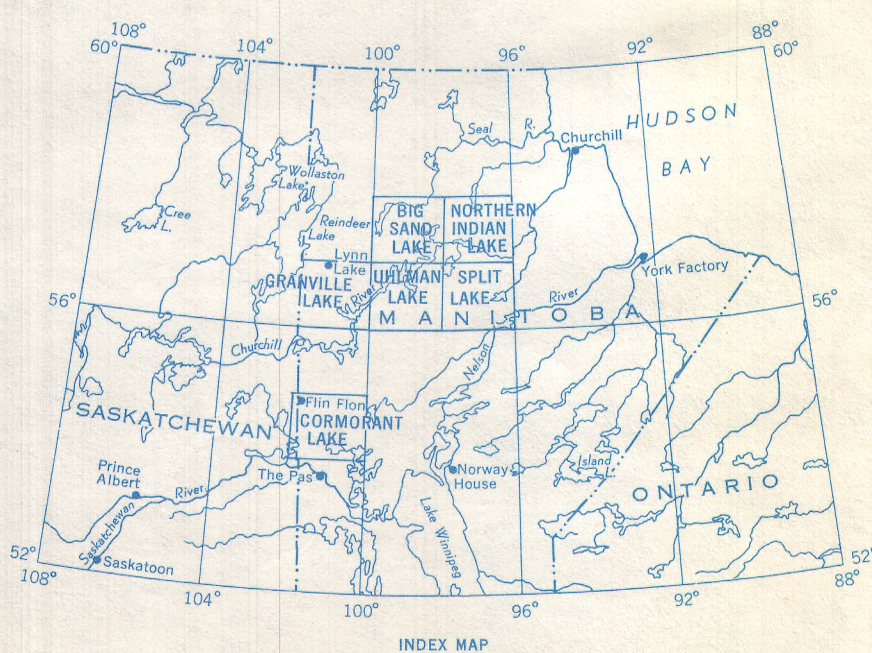 108°
60°
104°
100°
96°
92°
88°
60°
HUDSON
BAY
Seal R.
Churchill
Wollaston
Lake
Cree
L.
Reindeer
Lake
BIG
SAND
LAKE
NORTHERN
INDIAN
LAKE
Lynn
Lake
York Factory
GRANVILLE
LAKE
River
UHLMAN
LAKE
SPLIT
LAKE
River
56°
56°
MANITOBA
Churchill
Nelson
Flin Flon
CORMORANT
LAKE
SASKATCHEWAN
Prince
Albert
River
The Pas
Norway
House
Island
L.
ONTARIO
Saskatchewan
Lake Winnipeg
Saskatoon
52°
108°
104°
100°
96°
92°
52°
88°
INDEX MAP